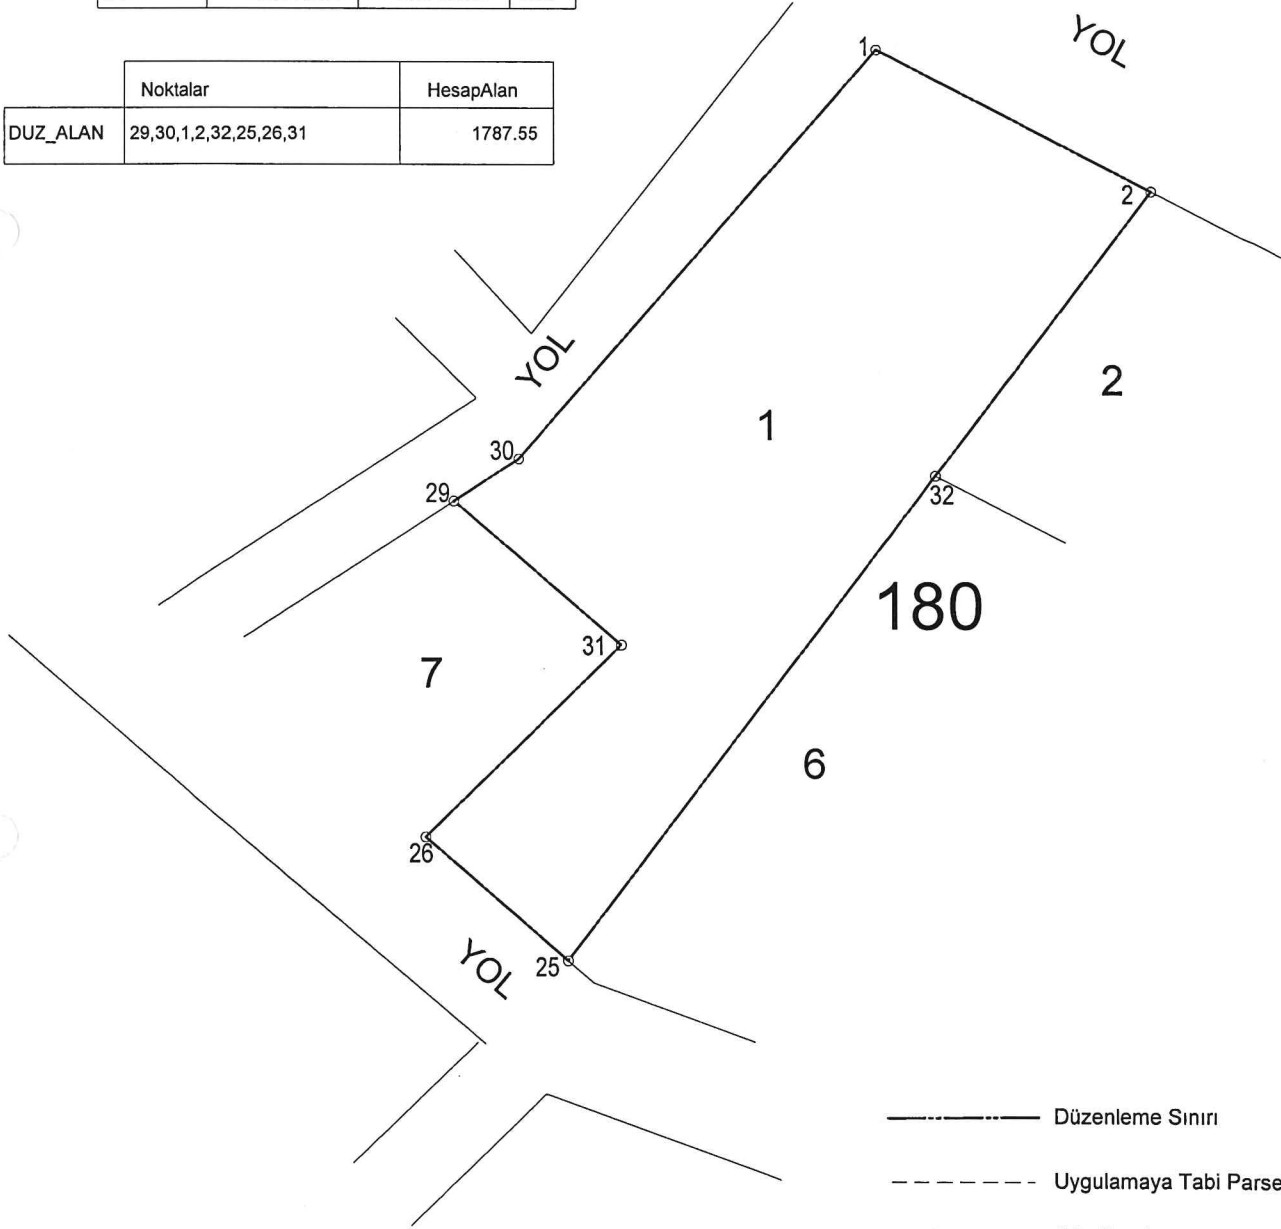 Noktalar HesapAlan
DUZ_ALAN 29,30,1,2,32,25,26,31 1787.55
YOL
1
2
YOL
2
1
30
29
32
180
31
7
6
26
YOL
25
Düzenleme Sınırı
Uygulamaya Tabi Parse